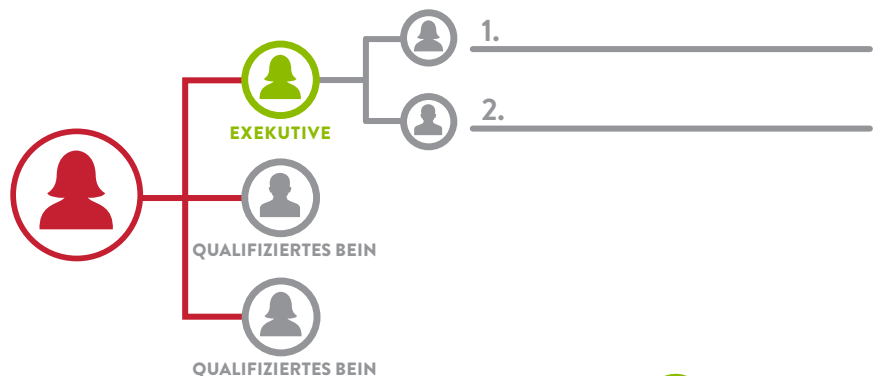 1.
2.
EXEKUTIVE
QUALIFIZIERTES BEIN
QUALIFIZIERTES BEIN